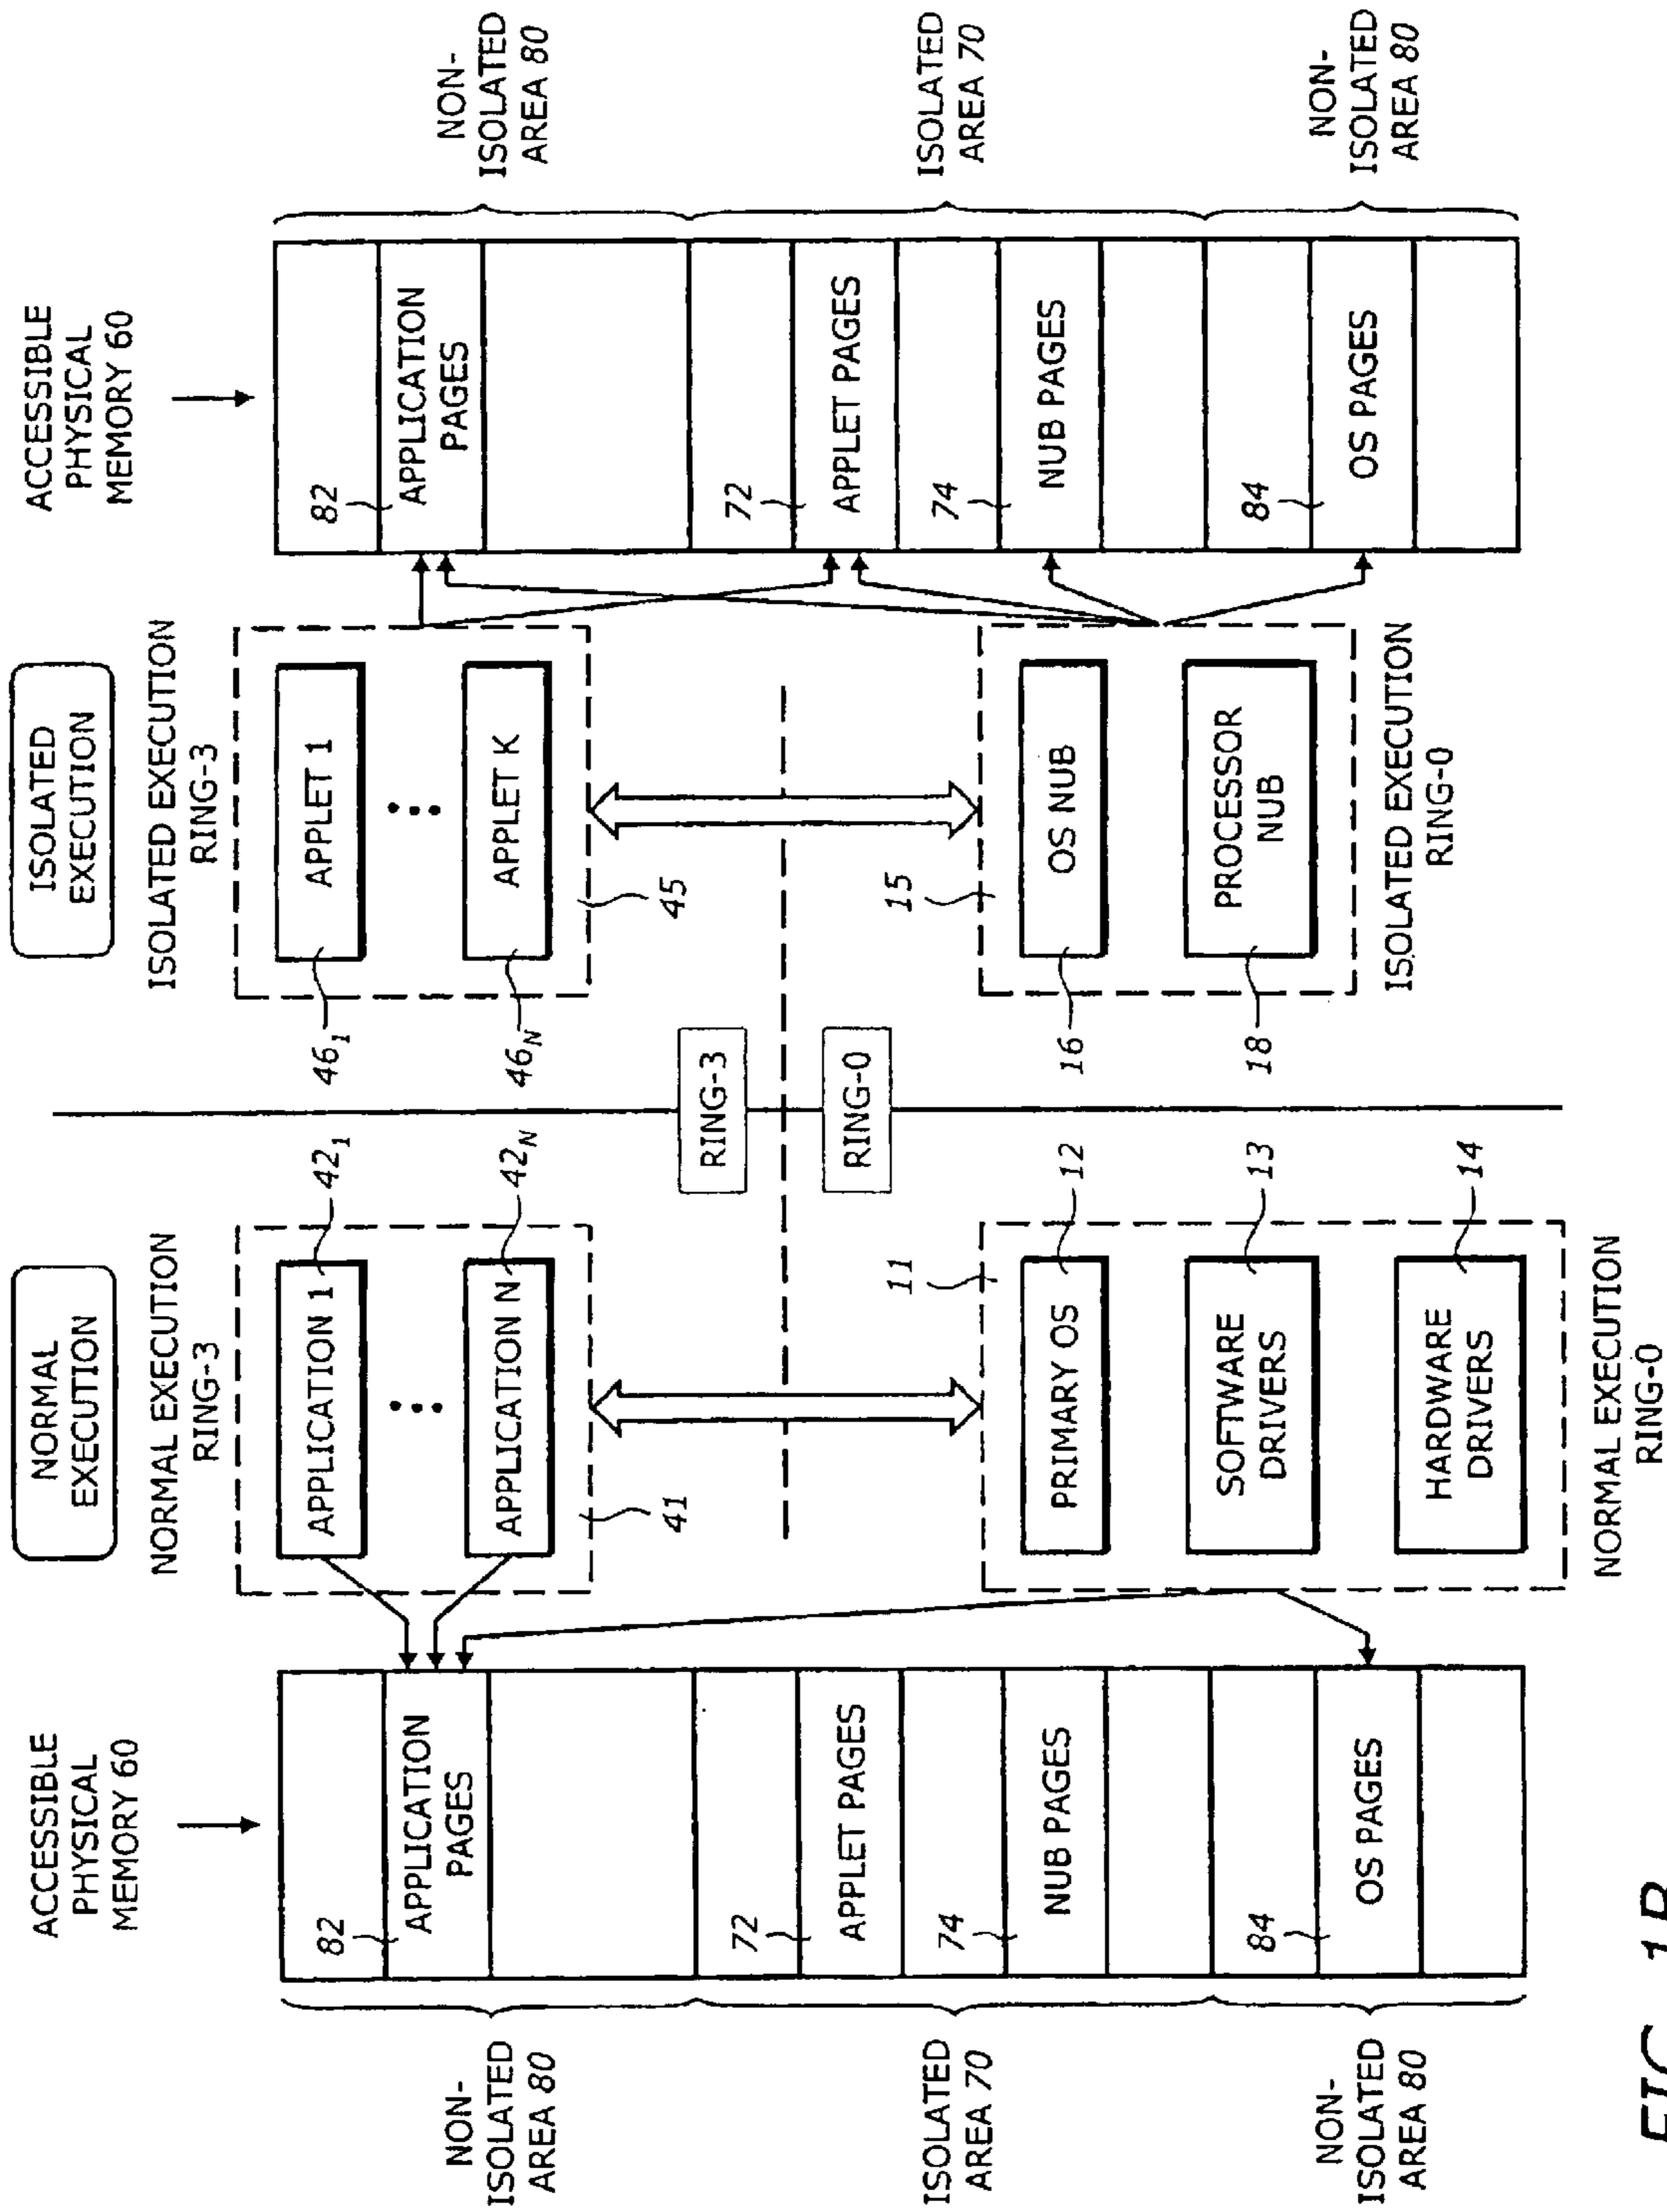 ACCESSIBLE
PHYSICAL
MEMORY 60
NON-
ISOLATED
AREA 80
ISOLATED
AREA 70
NON-
ISOLATED
AREA 80
82
APPLICATION
PAGES
72
APPLET PAGES
74
NUB PAGES
84
OS PAGES
NORMAL
EXECUTION
NORMAL EXECUTION
RING-3
APPLICATION 1
42₁
APPLICATION N
42N
41
11
PRIMARY OS
12
SOFTWARE
DRIVERS
13
HARDWARE
DRIVERS
14
NORMAL EXECUTION
RING-0
RING-3
RING-0
ISOLATED
EXECUTION
ISOLATED EXECUTION
RING-3
46₁
APPLET 1
46N
APPLET K
45
15
16
OS NUB
18
PROCESSOR
NUB
ISOLATED EXECUTION
RING-0
ACCESSIBLE
PHYSICAL
MEMORY 60
82
APPLICATION
PAGES
72
APPLET PAGES
74
NUB PAGES
84
OS PAGES
NON-
ISOLATED
AREA 80
ISOLATED
AREA 70
NON-
ISOLATED
AREA 80
FIG. 1B